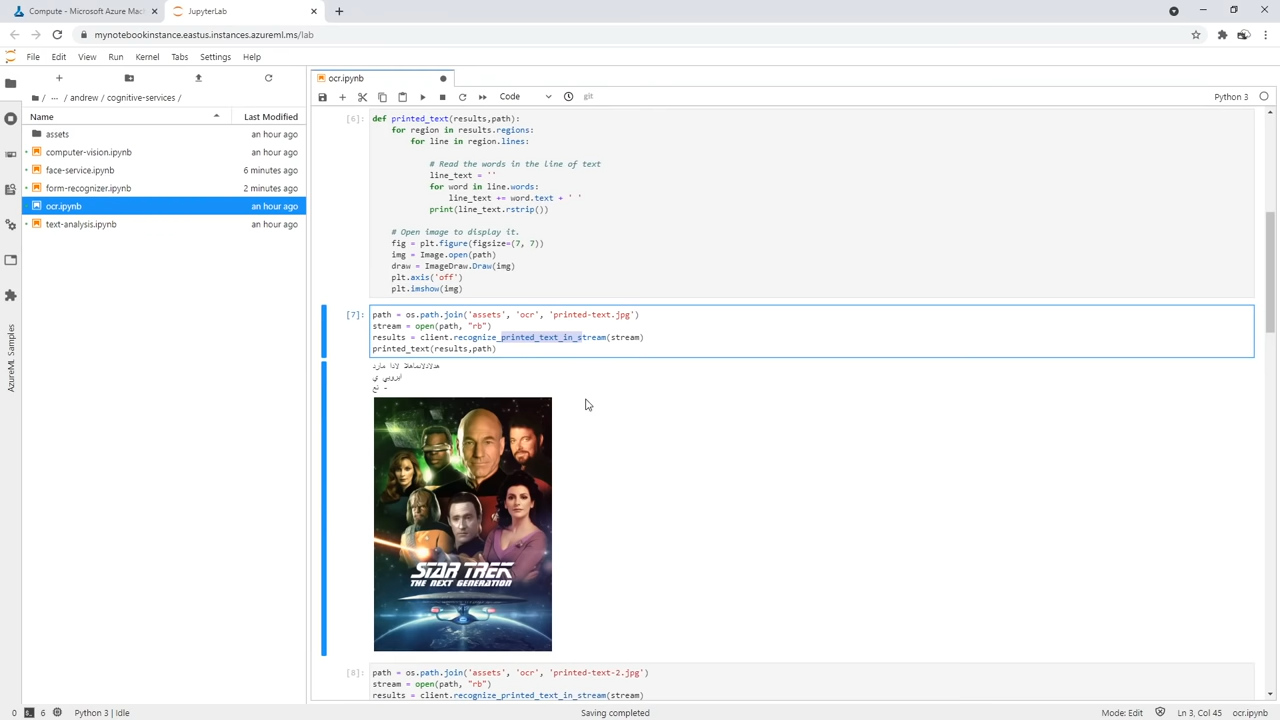 Compute - Microsoft Azure Mac
JupyterLab
mynotebookinstance.eastus.instances.azureml.ms/lab
File Edit View Run Kernel Tabs Settings Help
ocr.ipynb
/ ... / andrew / cognitive-services /
Code
git
Python 3
Name Last Modified
assets an hour ago
computer-vision.ipynb an hour ago
face-service.ipynb 6 minutes ago
form-recognizer.ipynb 2 minutes ago
ocr.ipynb an hour ago
text-analysis.ipynb an hour ago
AzureML Samples
[6]: def printed_text(results,path):
for region in results.regions:
for line in region.lines:
# Read the words in the line of text
line_text = ''
for word in line.words:
line_text += word.text + ' '
print(line_text.rstrip())
# Open image to display it.
fig = plt.figure(figsize=(7, 7))
img = Image.open(path)
draw = ImageDraw.Draw(img)
plt.axis('off')
plt.imshow(img)
[7]: path = os.path.join('assets', 'ocr', 'printed-text.jpg')
stream = open(path, "rb")
results = client.recognize_printed_text_in_stream(stream)
printed_text(results,path)
STAR TREK
THE NEXT GENERATION
[8]: path = os.path.join('assets', 'ocr', 'printed-text-2.jpg')
stream = open(path, "rb")
results = client.recognize_printed_text_in_stream(stream)
0 6 Python 3 | Idle
Saving completed
Mode: Edit Ln 3, Col 45 ocr.ipynb